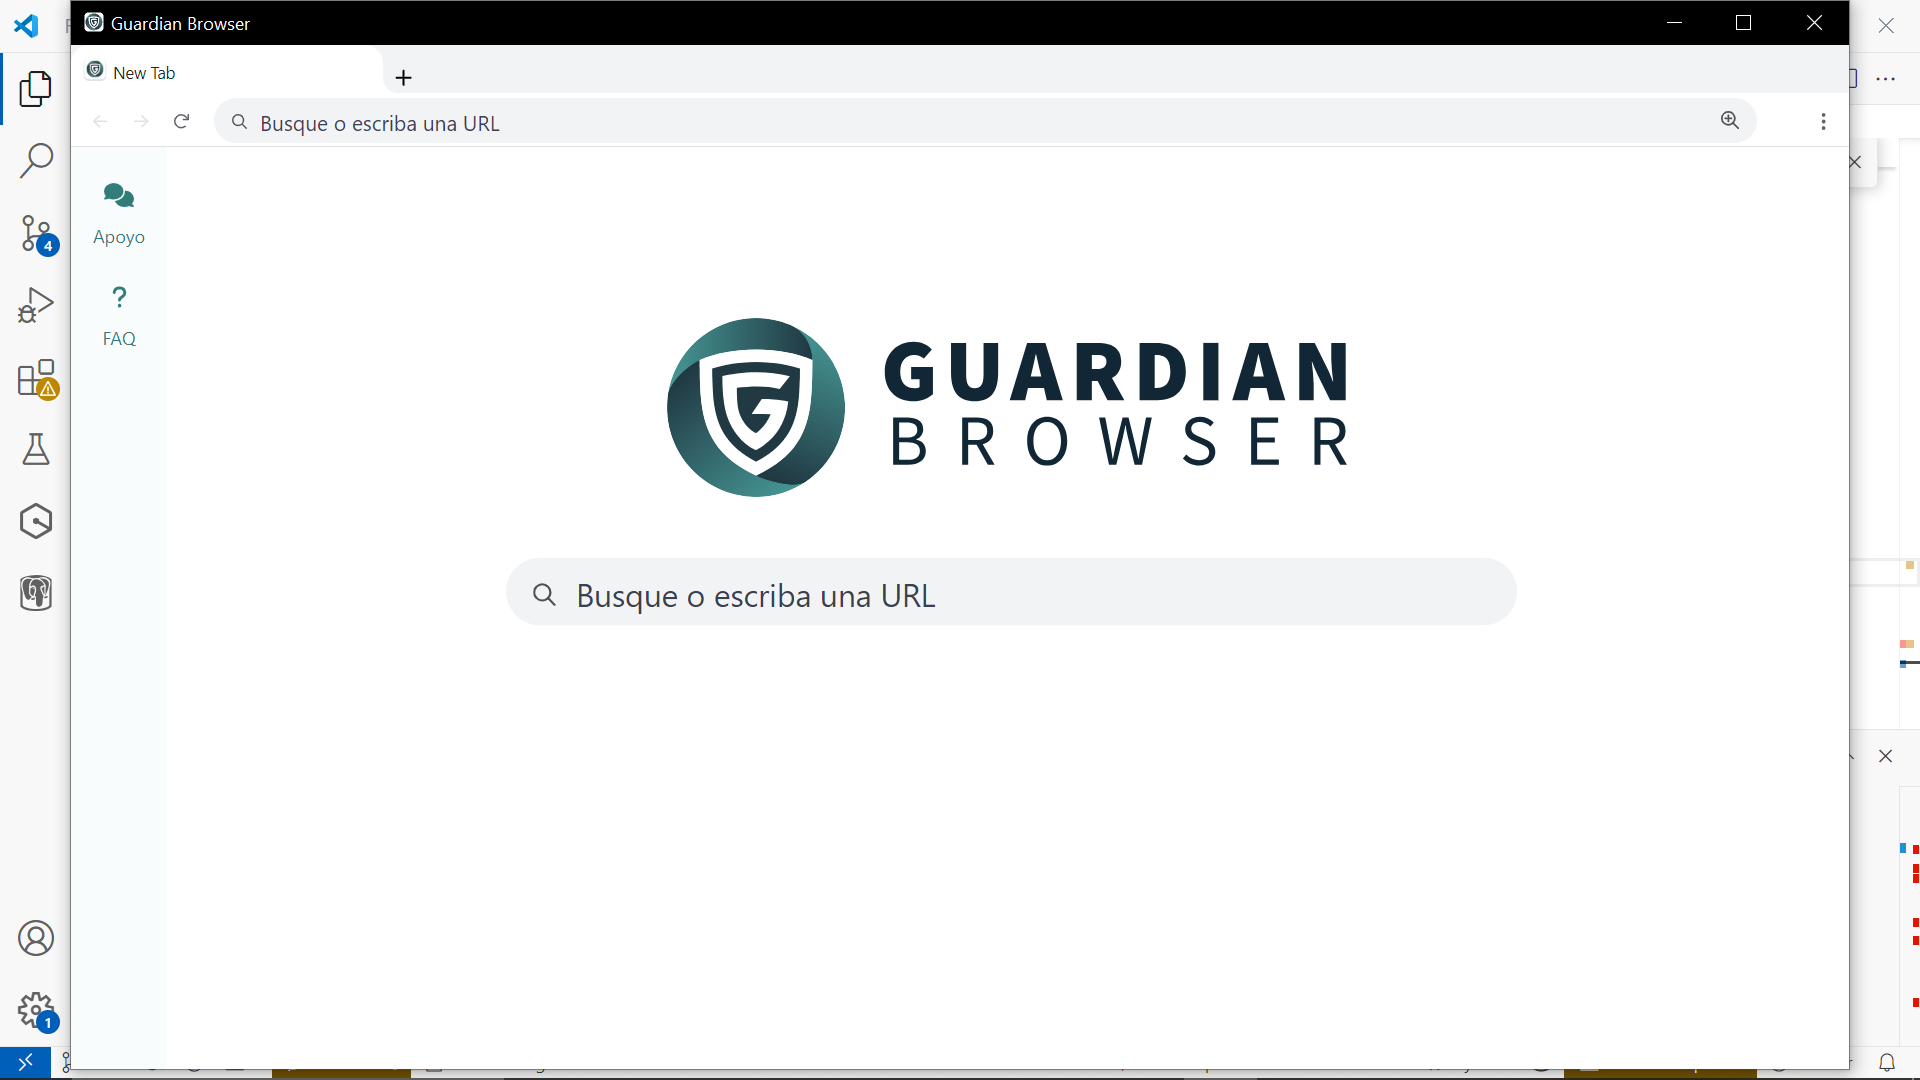 Guardian Browser
New Tab
Busque o escriba una URL
Apoyo
FAQ
GUARDIAN
BROWSER
Busque o escriba una URL
4
1